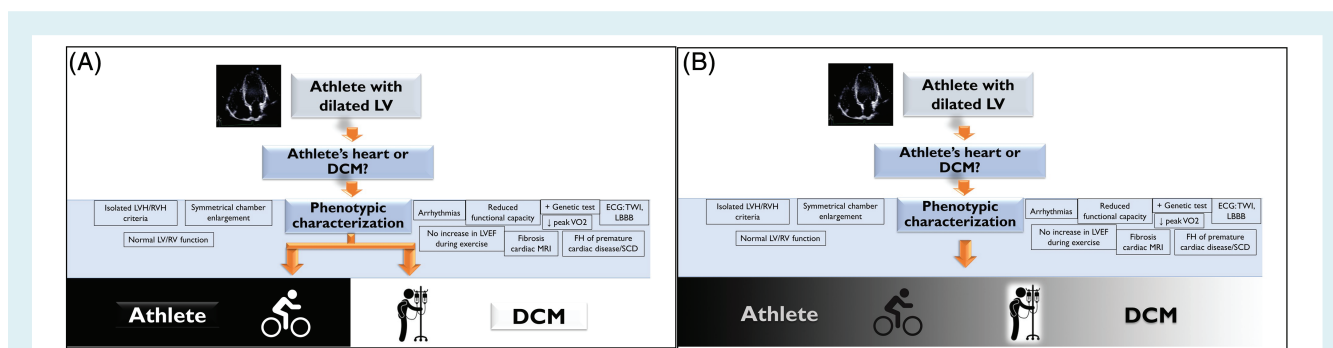 (A)
Athlete with
dilated LV
Athlete's heart or
DCM?
Phenotypic
characterization
Isolated LVH/RVH
criteria
Symmetrical chamber
enlargement
Normal LV/RV function
Arrhythmias
Reduced
functional capacity
+ Genetic test
↓ peak VO2
ECG:TWI,
LBBB
No increase in LVEF
during exercise
Fibrosis
cardiac MRI
FH of premature
cardiac disease/SCD
Athlete
DCM
(B)
Athlete with
dilated LV
Athlete's heart or
DCM?
Phenotypic
characterization
Isolated LVH/RVH
criteria
Symmetrical chamber
enlargement
Normal LV/RV function
Arrhythmias
Reduced
functional capacity
+ Genetic test
↓ peak VO2
ECG:TWI,
LBBB
No increase in LVEF
during exercise
Fibrosis
cardiac MRI
FH of premature
cardiac disease/SCD
Athlete
DCM